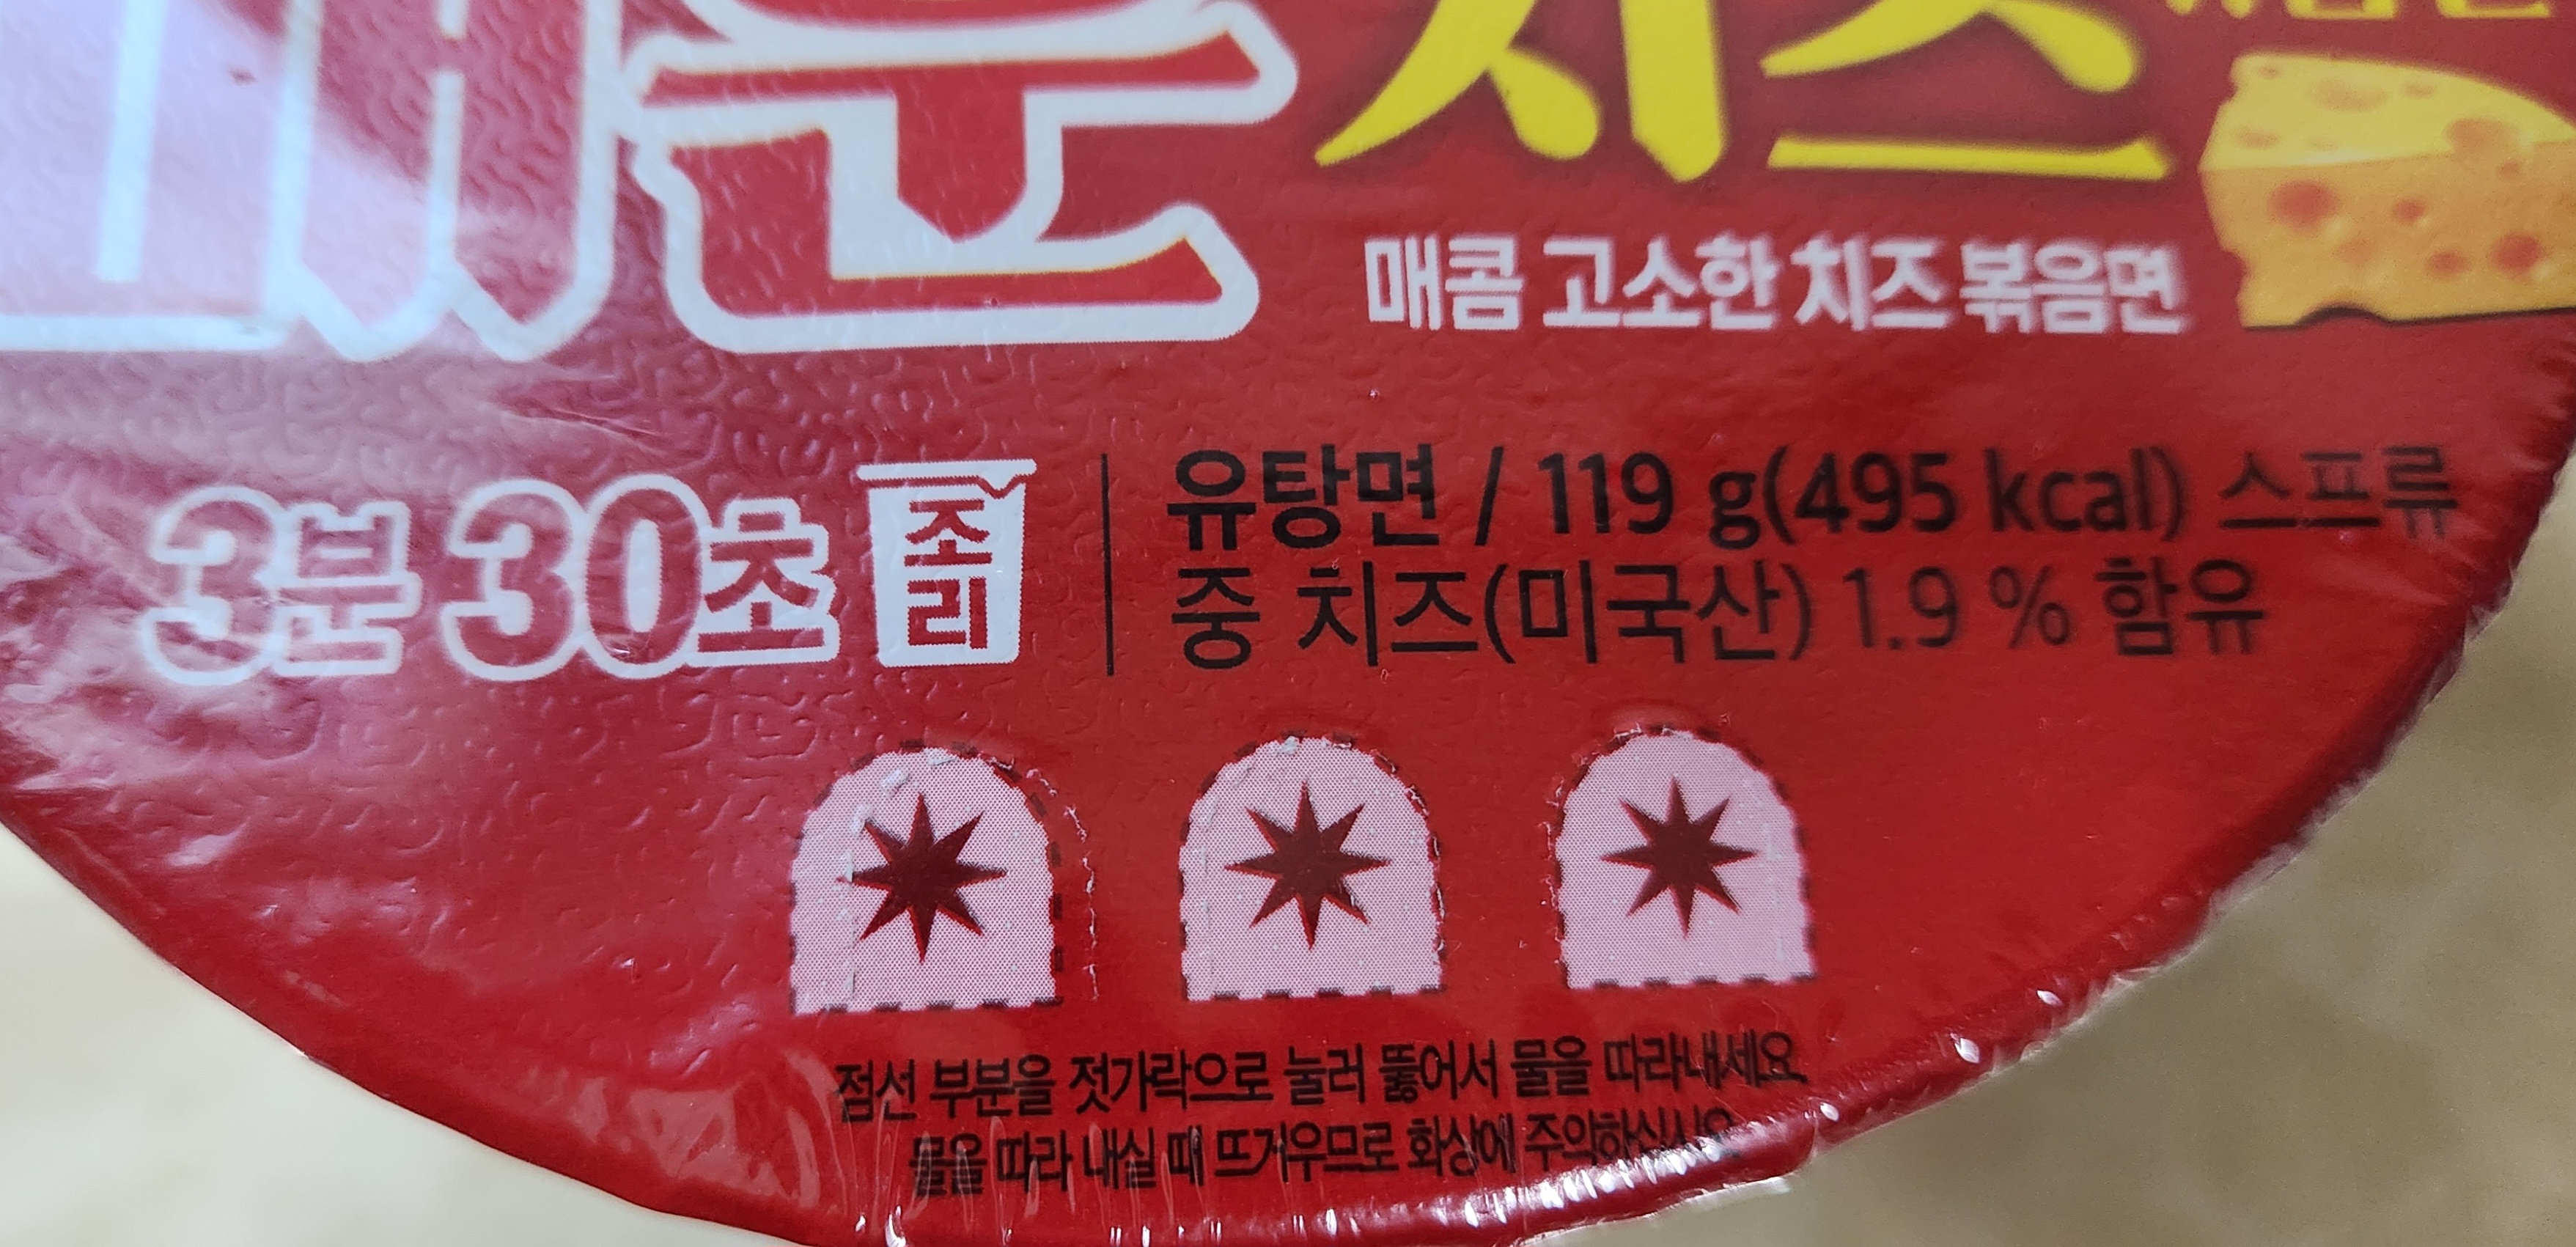 매운 치즈
매콤 고소한 치즈 볶음면
3분 30초 조리
유탕면 / 119 g(495 kcal) 스프류
중 치즈(미국산) 1.9 % 함유
점선 부분을 젓가락으로 눌러 뚫어서 물을 따라내세요.
물을 따라 내실 때 뜨거우므로 화상에 주의하십시오